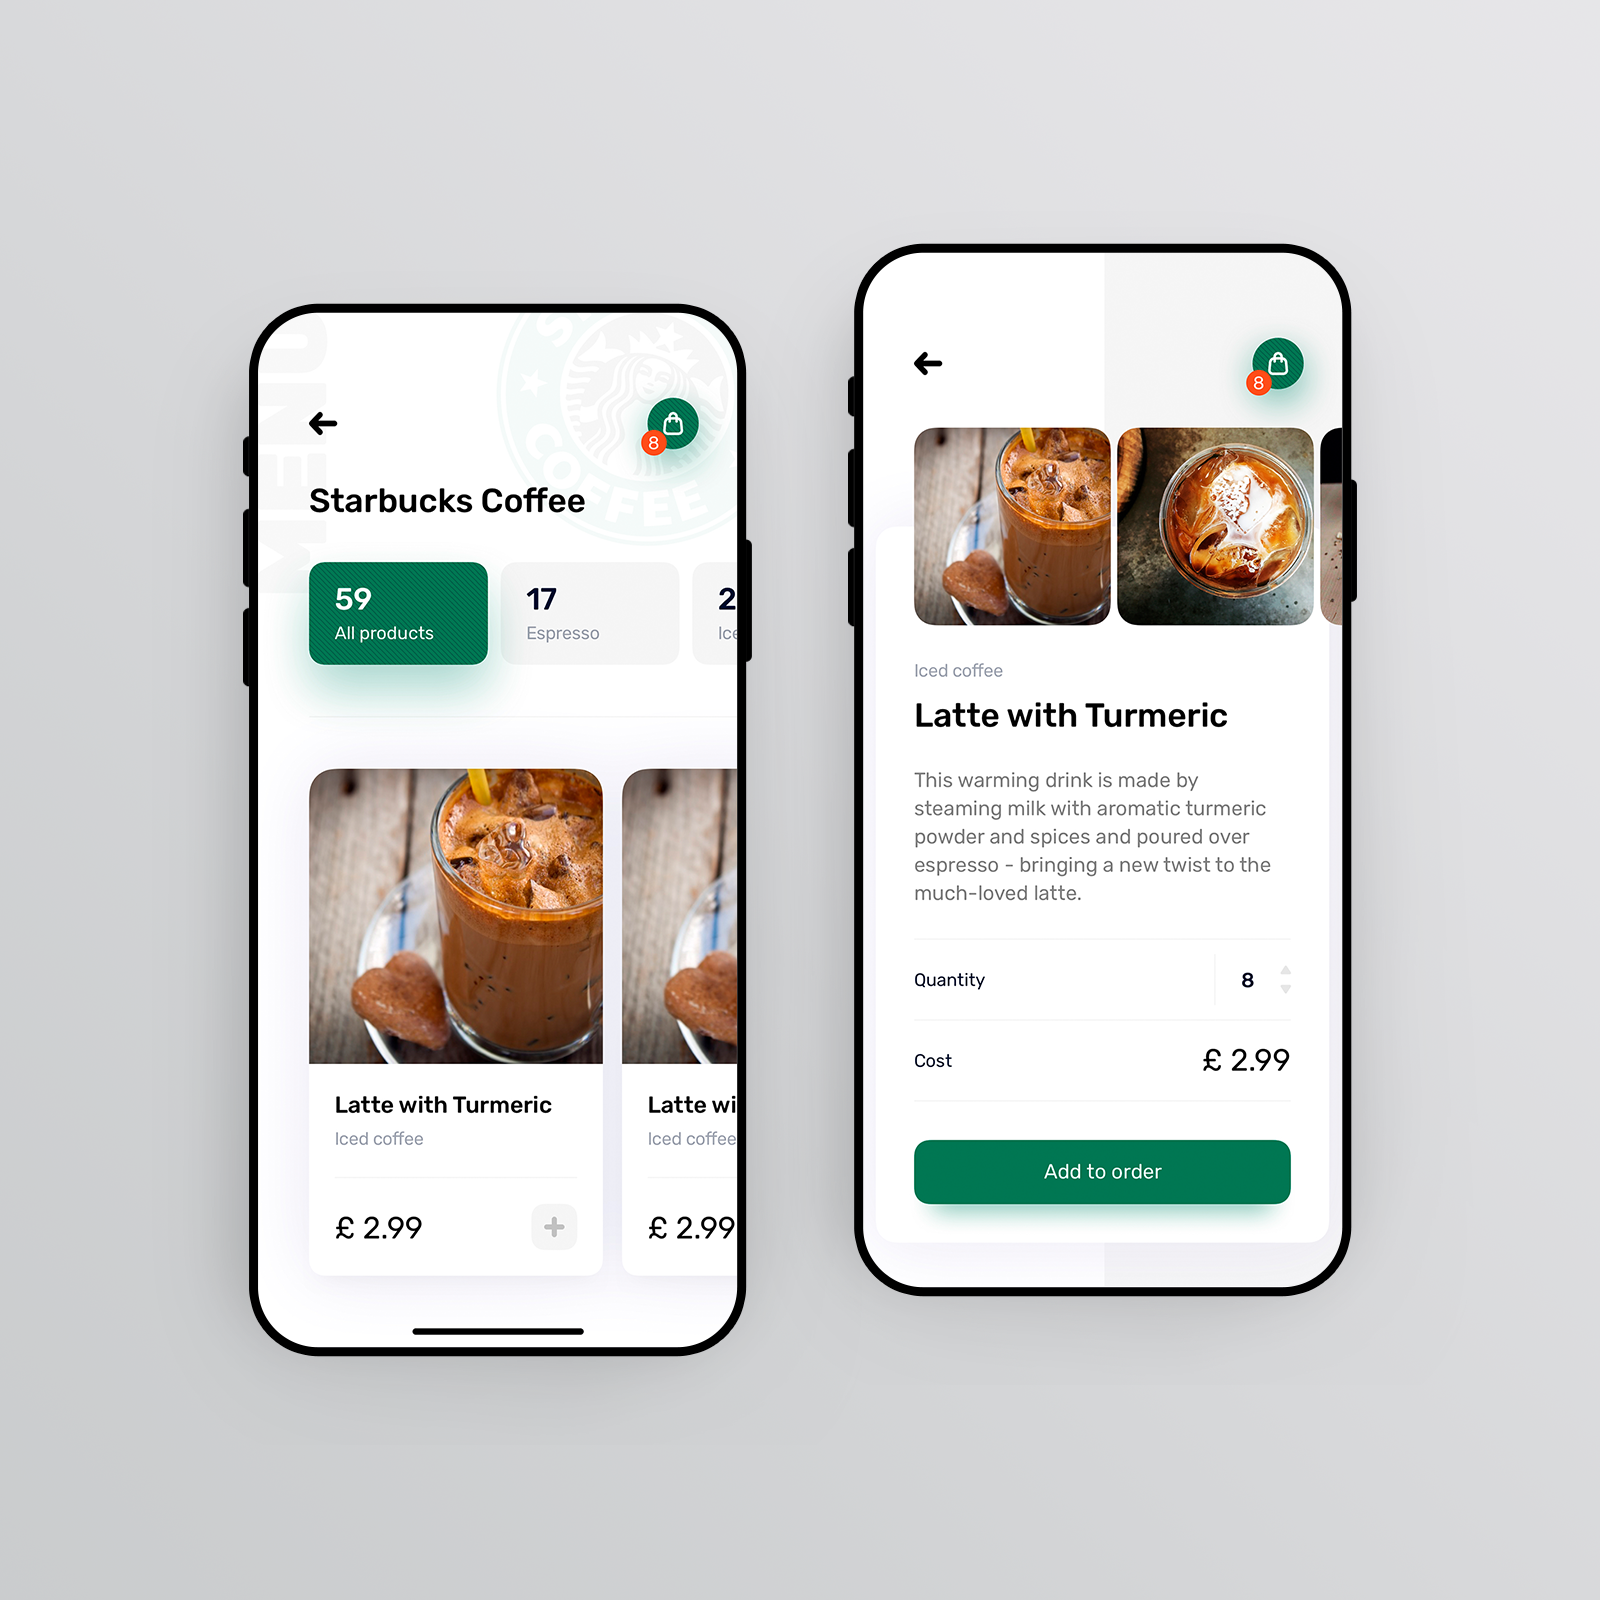 MENU
S
COFFEE
8
Starbucks Coffee
59
All products
17
Espresso
2
Ice
Latte with Turmeric
Iced coffee
£ 2.99
Latte wi
Iced coffee
£ 2.99
8
Iced coffee
Latte with Turmeric
This warming drink is made by
steaming milk with aromatic turmeric
powder and spices and poured over
espresso - bringing a new twist to the
much-loved latte.
Quantity
8
Cost
£ 2.99
Add to order